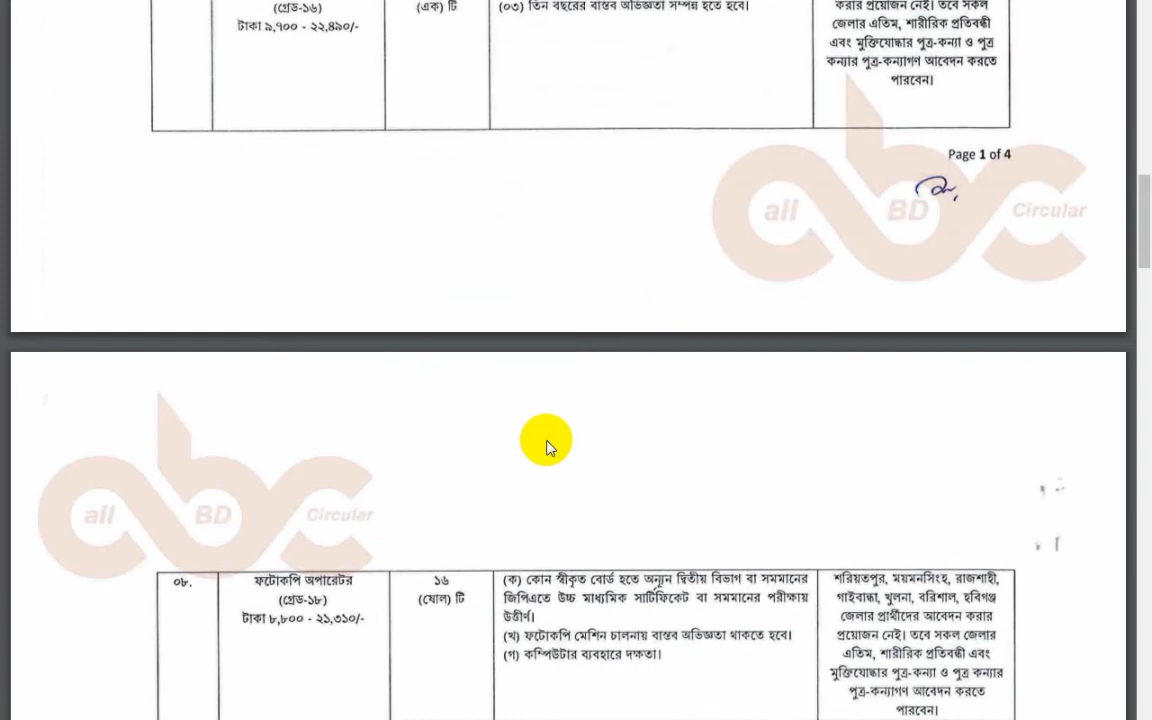 (গ্রেড-১৬)
টাকা ৯,৭০০ - ২২,৪৯০/-
(এক) টি
(০৩) তিন বছরের বাস্তব অভিজ্ঞতা সম্পন্ন হতে হবে।
করার প্রয়োজন নেই। তবে সকল
জেলার এতিম, শারীরিক প্রতিবন্ধী
এবং মুক্তিযোদ্ধার পুত্র-কন্যা ও পুত্র
কন্যার পুত্র-কন্যাগণ আবেদন করতে
পারবেন।
Page 1 of 4
all BD Circular
all BD Circular
০৮.
ফটোকপি অপারেটর
(গ্রেড-১৮)
টাকা ৮,৮০০ - ২১,৩১০/-
১৬
(ষোল) টি
(ক) কোন স্বীকৃত বোর্ড হতে অন্যূন দ্বিতীয় বিভাগ বা সমমানের
জিপিএতে উচ্চ মাধ্যমিক সার্টিফিকেট বা সমমানের পরীক্ষায়
উত্তীর্ণ।
(খ) ফটোকপি মেশিন চালনায় বাস্তব অভিজ্ঞতা থাকতে হবে।
(গ) কম্পিউটার ব্যবহারে দক্ষতা।
শরিয়তপুর, ময়মনসিংহ, রাজশাহী,
গাইবান্ধা, খুলনা, বরিশাল, হবিগঞ্জ
জেলার প্রার্থীদের আবেদন করার
প্রয়োজন নেই। তবে সকল জেলার
এতিম, শারীরিক প্রতিবন্ধী এবং
মুক্তিযোদ্ধার পুত্র-কন্যা ও পুত্র কন্যার
পুত্র-কন্যাগণ আবেদন করতে
পারবেন।